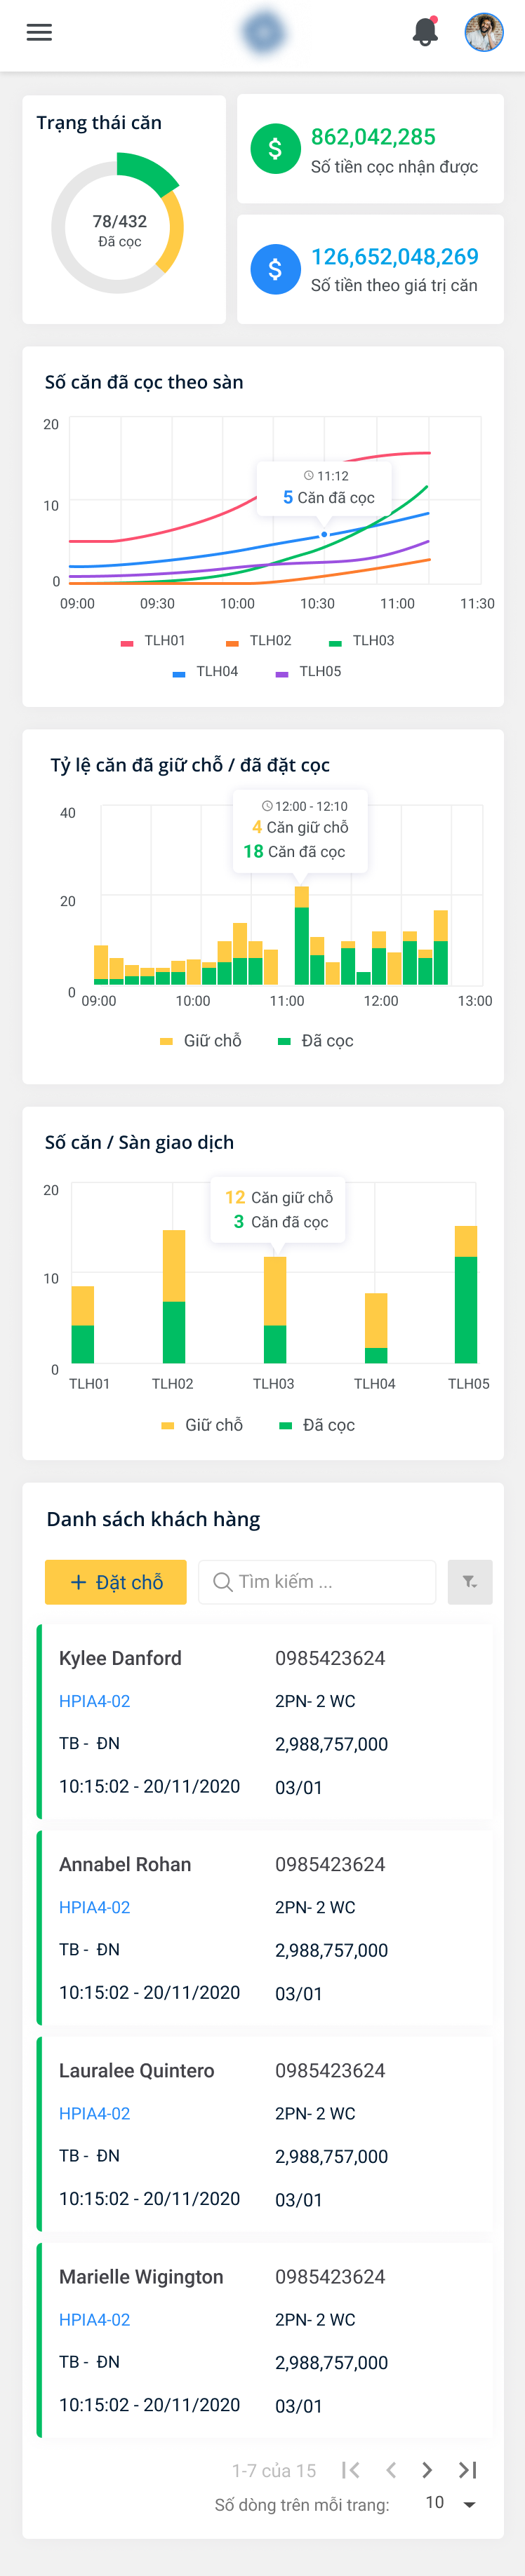 Trạng thái căn
78/432
Đã cọc
862,042,285
Số tiền cọc nhận được
126,652,048,269
Số tiền theo giá trị căn
Số căn đã cọc theo sàn
20
10
0
11:12
5 Căn đã cọc
09:00 09:30 10:00 10:30 11:00 11:30
TLH01 TLH02 TLH03
TLH04 TLH05
Tỷ lệ căn đã giữ chỗ / đã đặt cọc
40
20
0
12:00 - 12:10
4 Căn giữ chỗ
18 Căn đã cọc
09:00 10:00 11:00 12:00 13:00
Giữ chỗ Đã cọc
Số căn / Sàn giao dịch
20
10
0
12 Căn giữ chỗ
3 Căn đã cọc
TLH01 TLH02 TLH03 TLH04 TLH05
Giữ chỗ Đã cọc
Danh sách khách hàng
+ Đặt chỗ
Tìm kiếm ...
Kylee Danford 0985423624
HPIA4-02 2PN- 2 WC
TB - ĐN 2,988,757,000
10:15:02 - 20/11/2020 03/01
Annabel Rohan 0985423624
HPIA4-02 2PN- 2 WC
TB - ĐN 2,988,757,000
10:15:02 - 20/11/2020 03/01
Lauralee Quintero 0985423624
HPIA4-02 2PN- 2 WC
TB - ĐN 2,988,757,000
10:15:02 - 20/11/2020 03/01
Marielle Wigington 0985423624
HPIA4-02 2PN- 2 WC
TB - ĐN 2,988,757,000
10:15:02 - 20/11/2020 03/01
1-7 của 15
Số dòng trên mỗi trang: 10